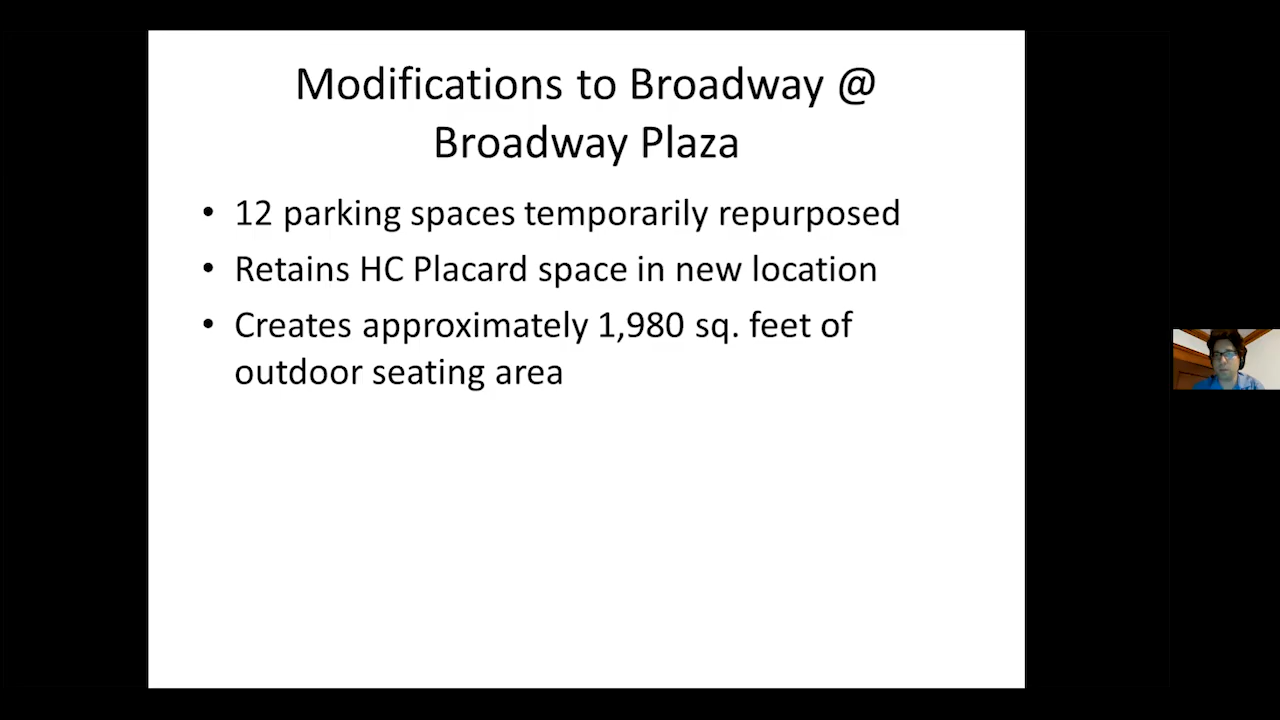 Modifications to Broadway @
Broadway Plaza
• 12 parking spaces temporarily repurposed
• Retains HC Placard space in new location
• Creates approximately 1,980 sq. feet of
outdoor seating area